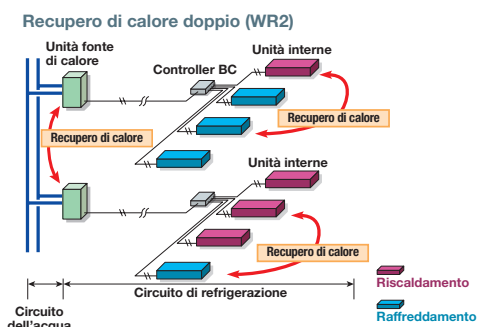 Recupero di calore doppio (WR2)
Unità fonte
di calore
Controller BC
Unità interne
Recupero di calore
Recupero di calore
Unità interne
Recupero di calore
Circuito di refrigerazione
Riscaldamento
Raffreddamento
Circuito
dell'acqua